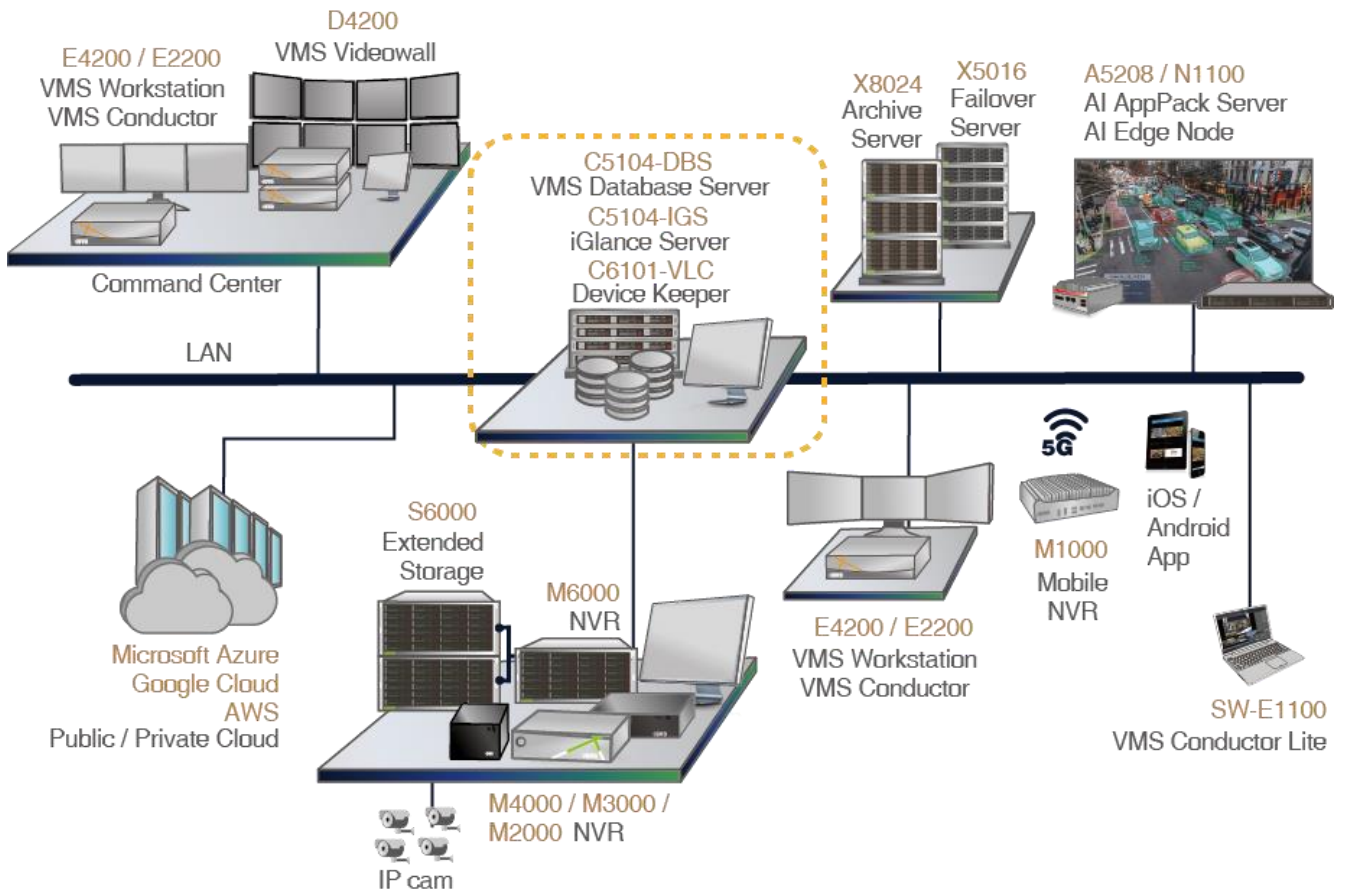 D4200
VMS Videowall
E4200 / E2200
VMS Workstation
VMS Conductor
Command Center
C5104-DBS
VMS Database Server
C5104-IGS
iGlance Server
C6101-VLC
Device Keeper
X8024
Archive
Server
X5016
Failover
Server
A5208 / N1100
AI AppPack Server
AI Edge Node
LAN
Microsoft Azure
Google Cloud
AWS
Public / Private Cloud
S6000
Extended
Storage
M6000
NVR
M4000 / M3000 /
M2000 NVR
IP cam
E4200 / E2200
VMS Workstation
VMS Conductor
5G
M1000
Mobile
NVR
iOS /
Android
App
SW-E1100
VMS Conductor Lite